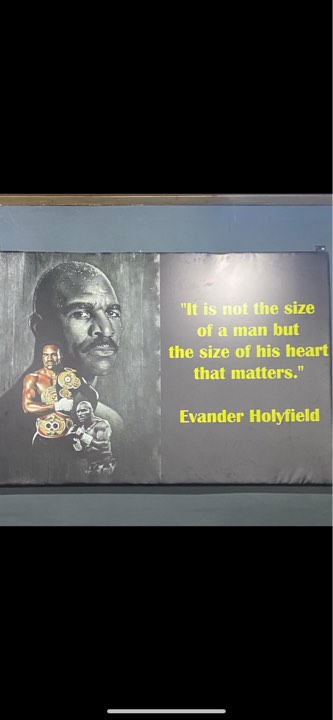 "It is not the size
of a man but
the size of his heart
that matters."
Evander Holyfield